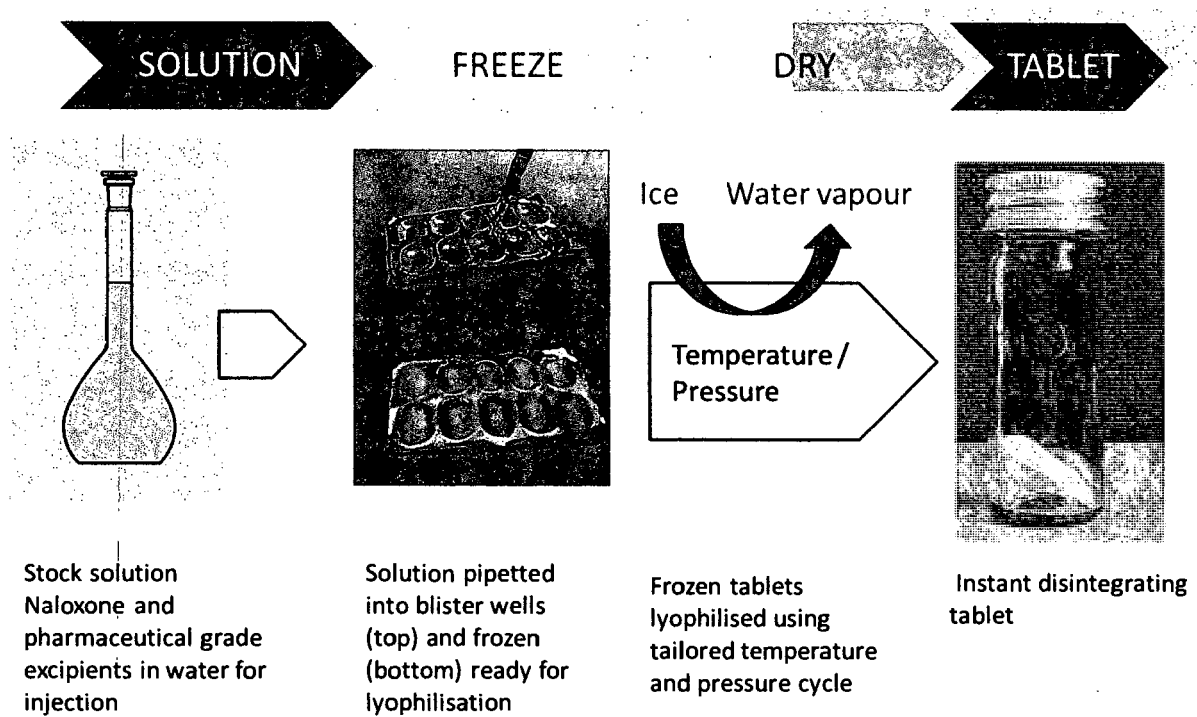 SOLUTION
FREEZE
DRY
TABLET
Ice
Water vapour
Temperature/
Pressure
Stock solution
Naloxone and
pharmaceutical grade
excipients in water for
injection
Solution pipetted
into blister wells
(top) and frozen
(bottom) ready for
lyophilisation
Frozen tablets
lyophilised using
tailored temperature
and pressure cycle
Instant disintegrating
tablet